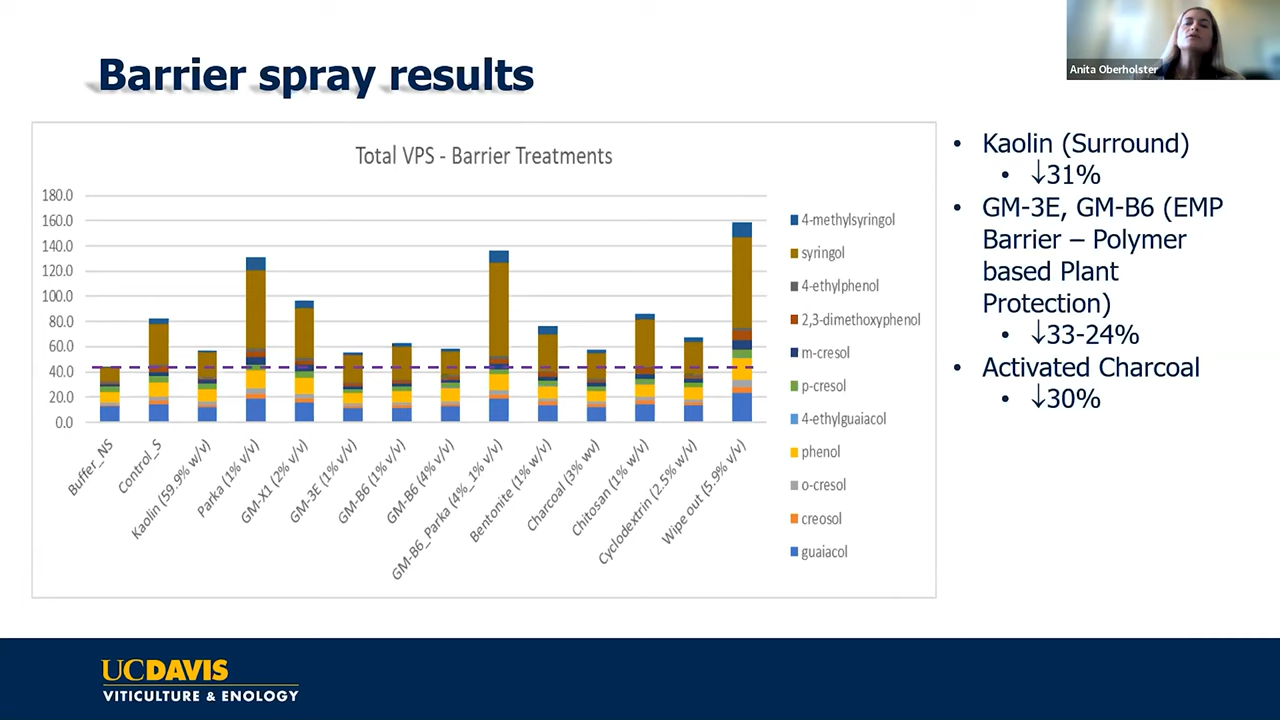 Barrier spray results
Anita Oberholster
Total VPS - Barrier Treatments
180.0
160.0
140.0
120.0
100.0
80.0
60.0
40.0
20.0
0.0
Buffer_NS
Control_S
Kaolin (59.9% w/v)
Parka (1% v/v)
GM-X1 (2% v/v)
GM-3E (1% v/v)
GM-B6 (1% v/v)
GM-B6 (4% v/v)
GM-B6_Parka (4%_1% v/v)
Bentonite (1% w/v)
Charcoal (3% wv)
Chitosan (1% w/v)
Cyclodextrin (2.5% w/v)
Wipe out (5.9% v/v)
4-methylsyringol
syringol
4-ethylphenol
2,3-dimethoxyphenol
m-cresol
p-cresol
4-ethylguaiacol
phenol
o-cresol
creosol
guaiacol
• Kaolin (Surround)
• ↓31%
• GM-3E, GM-B6 (EMP
Barrier – Polymer
based Plant
Protection)
• ↓33-24%
• Activated Charcoal
• ↓30%
UCDAVIS
VITICULTURE & ENOLOGY